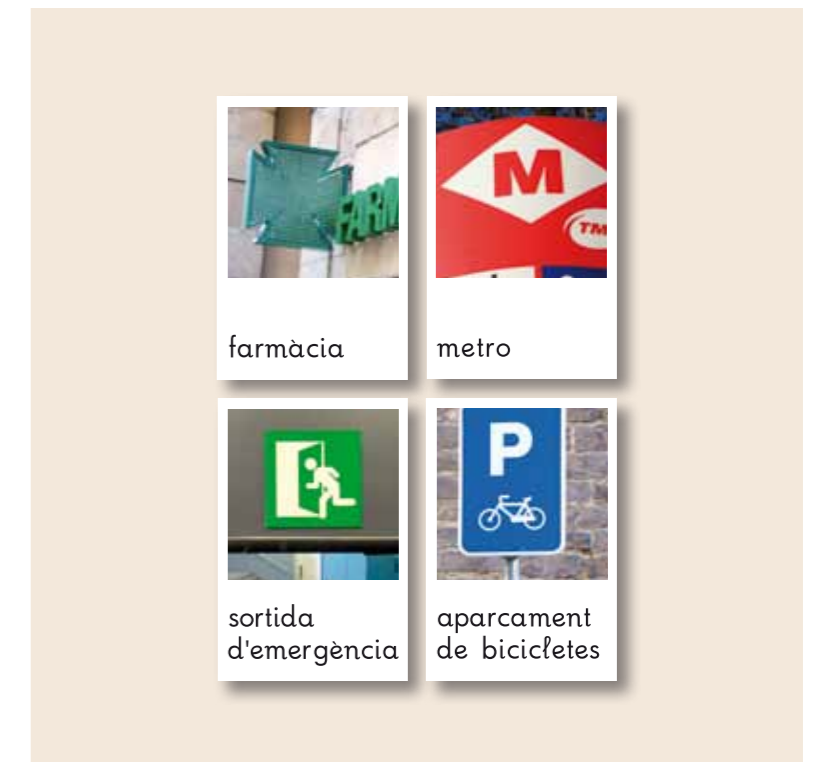 FARM
M
TM
farmàcia
metro
P
sortida
d'emergència
aparcament
de bicicletes